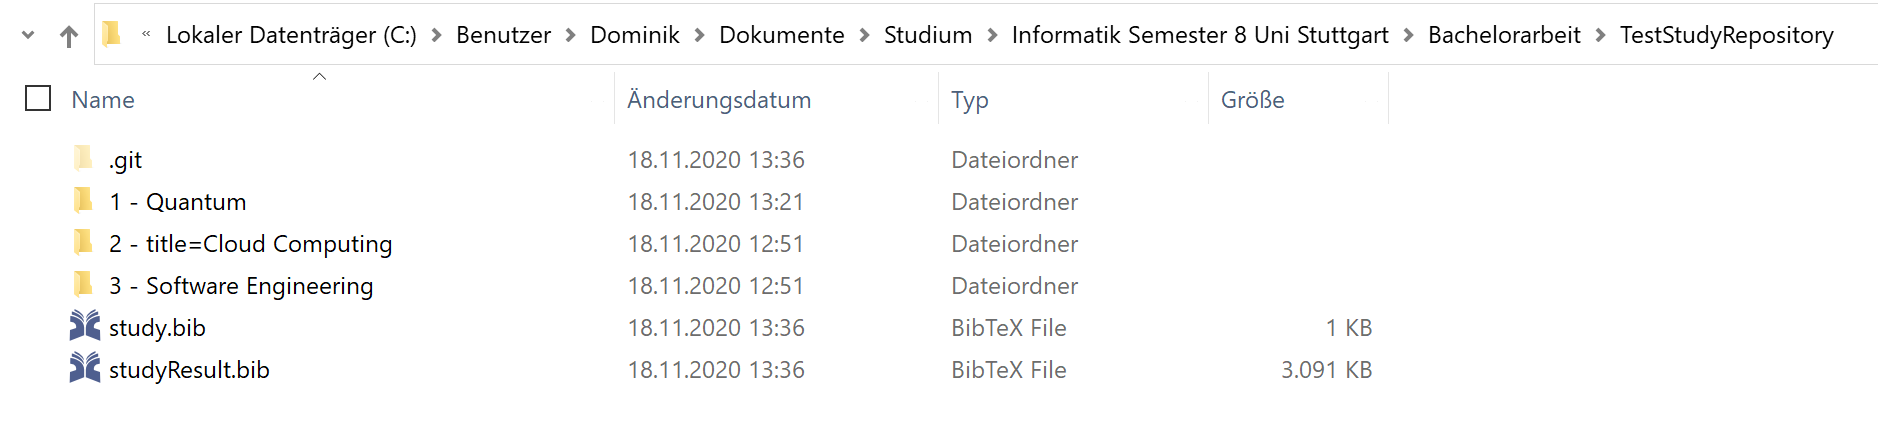 « Lokaler Datenträger (C:) > Benutzer > Dominik > Dokumente > Studium > Informatik Semester 8 Uni Stuttgart > Bachelorarbeit > TestStudyRepository
Name Änderungsdatum Typ Größe
.git 18.11.2020 13:36 Dateiordner
1 - Quantum 18.11.2020 13:21 Dateiordner
2 - title=Cloud Computing 18.11.2020 12:51 Dateiordner
3 - Software Engineering 18.11.2020 12:51 Dateiordner
study.bib 18.11.2020 13:36 BibTeX File 1 KB
studyResult.bib 18.11.2020 13:36 BibTeX File 3.091 KB